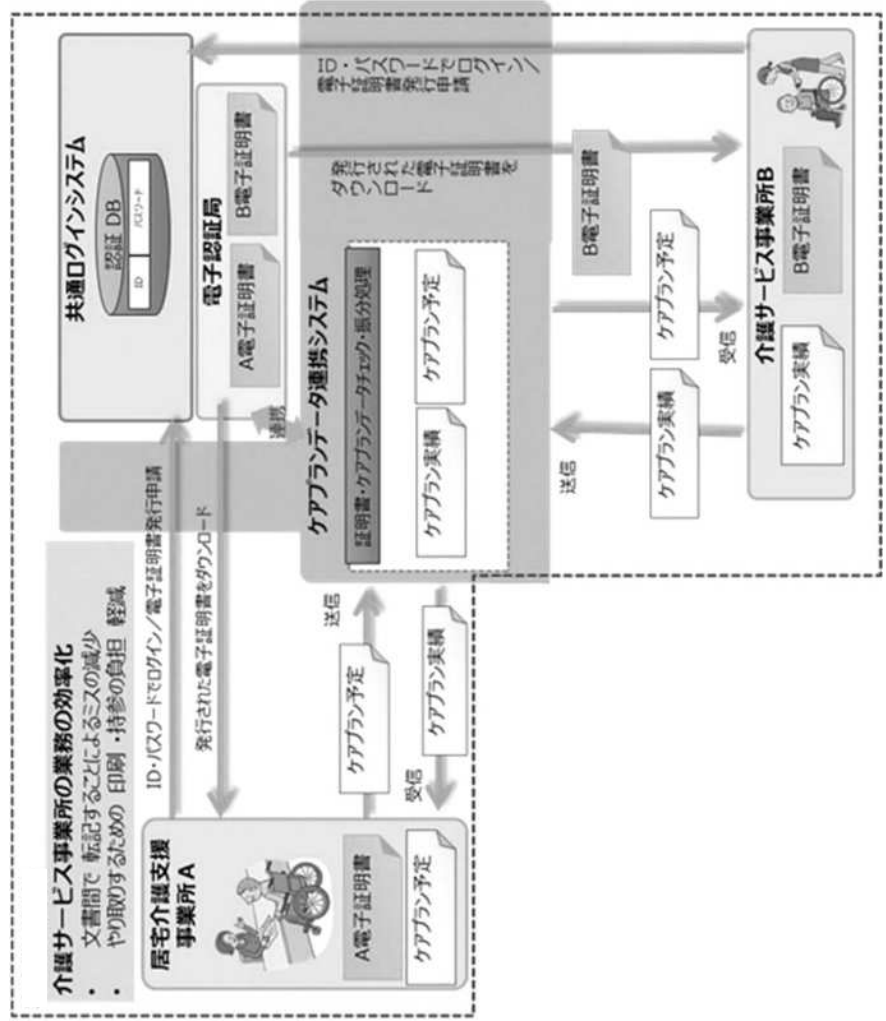 介護サービス事業所の業務の効率化
・ 文書間で 転記することによるミスの減少
・ やり取りするための 印刷 ・持参の負担 軽減
共通ログインシステム
認証 DB
ID
パスワード
ID・パスワードでログイン／電子証明書発行申請
発行された電子証明書をダウンロード
電子認証局
A電子証明書
B電子証明書
連携
居宅介護支援
事業所A
A電子証明書
ケアプラン予定
送信
ケアプラン予定
ケアプラン実績
受信
ケアプランデータ連携システム
証明書・ケアプランデータチェック・振分処理
ケアプラン実績
ケアプラン予定
ID・パスワードでログイン／
電子証明書発行申請
発行された電子証明書を
ダウンロード
B電子証明書
送信
ケアプラン実績
ケアプラン予定
受信
介護サービス事業所B
ケアプラン実績
B電子証明書